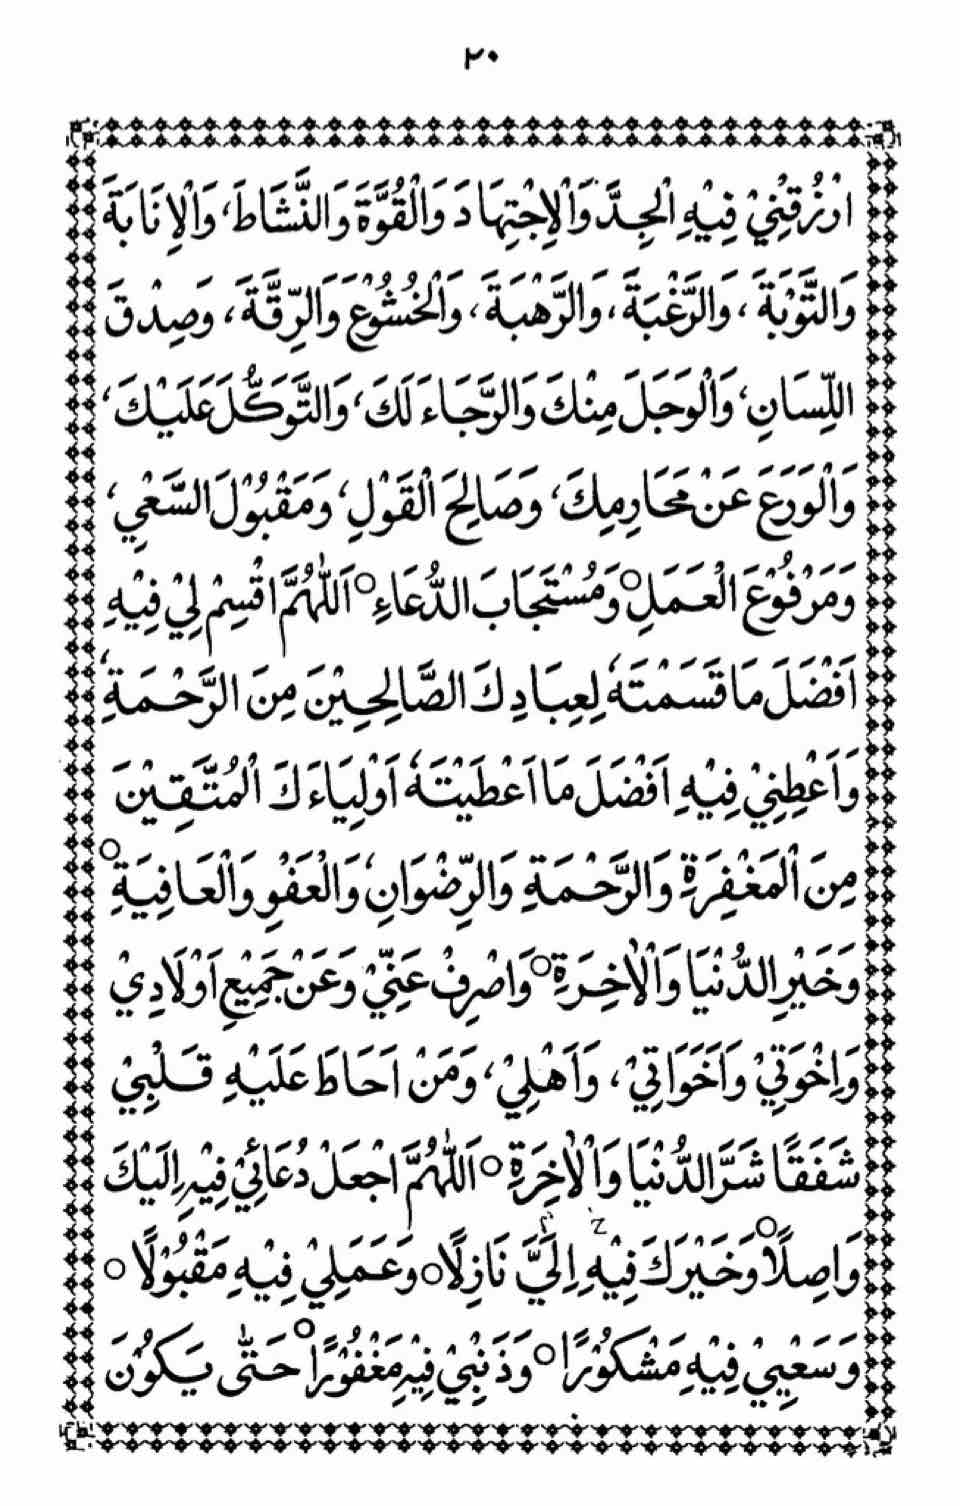 ٢٠
ارْزُقْنِيْ فِيْهِ الْجِدَّ وَالْاِجْتِهَادَ وَالْقُوَّةَ وَالنَّشَاطَ، وَالْاِنَابَةَ
وَالتَّوْبَةَ، وَالرَّغْبَةَ، وَالرَّهْبَةَ، وَالْخُشُوْعَ وَالرِّقَّةَ، وَصِدْقَ
اللِّسَانِ، وَالْوَجَلَ مِنْكَ وَالرَّجَاءَ لَكَ، وَالتَّوَكُّلَ عَلَيْكَ،
وَالْوَرَعَ عَنْ مَحَارِمِكَ، وَصَالِحَ الْقَوْلِ، وَمَقْبُوْلَ السَّعْيِ،
وَمَرْفُوْعَ الْعَمَلِ○ وَمُسْتَجَابَ الدُّعَاءِ○ اَللّٰهُمَّ اقْسِمْ لِيْ فِيْهِ
اَفْضَلَ مَا قَسَمْتَهٗ لِعِبَادِكَ الصَّالِحِيْنَ مِنَ الرَّحْمَةِ،
وَاَعْطِنِيْ فِيْهِ اَفْضَلَ مَا اَعْطَيْتَهٗ اَوْلِيَاءَكَ الْمُتَّقِيْنَ
مِنَ الْمَغْفِرَةِ وَالرَّحْمَةِ وَالرِّضْوَانِ، وَالْعَفْوِ وَالْعَافِيَةِ○
وَخَيْرِ الدُّنْيَا وَالْاٰخِرَةِ○ وَاصْرِفْ عَنِّيْ وَعَنْ جَمِيْعِ اَوْلَادِيْ
وَاِخْوَتِيْ وَاَخَوَاتِيْ، وَاَهْلِيْ، وَمَنْ اَحَاطَ عَلَيْهِ قَلْبِيْ
شَفَقًا شَرَّ الدُّنْيَا وَالْاٰخِرَةِ○ اَللّٰهُمَّ اجْعَلْ دُعَائِيْ فِيْهِ اِلَيْكَ
وَاصِلًا○ وَخَيْرَكَ فِيْهِ اِلَيَّ نَازِلًا○ وَعَمَلِيْ فِيْهِ مَقْبُوْلًا○
وَسَعْيِيْ فِيْهِ مَشْكُوْرًا○ وَذَنْبِيْ فِيْهِ مَغْفُوْرًا○ حَتّٰى يَكُوْنَ